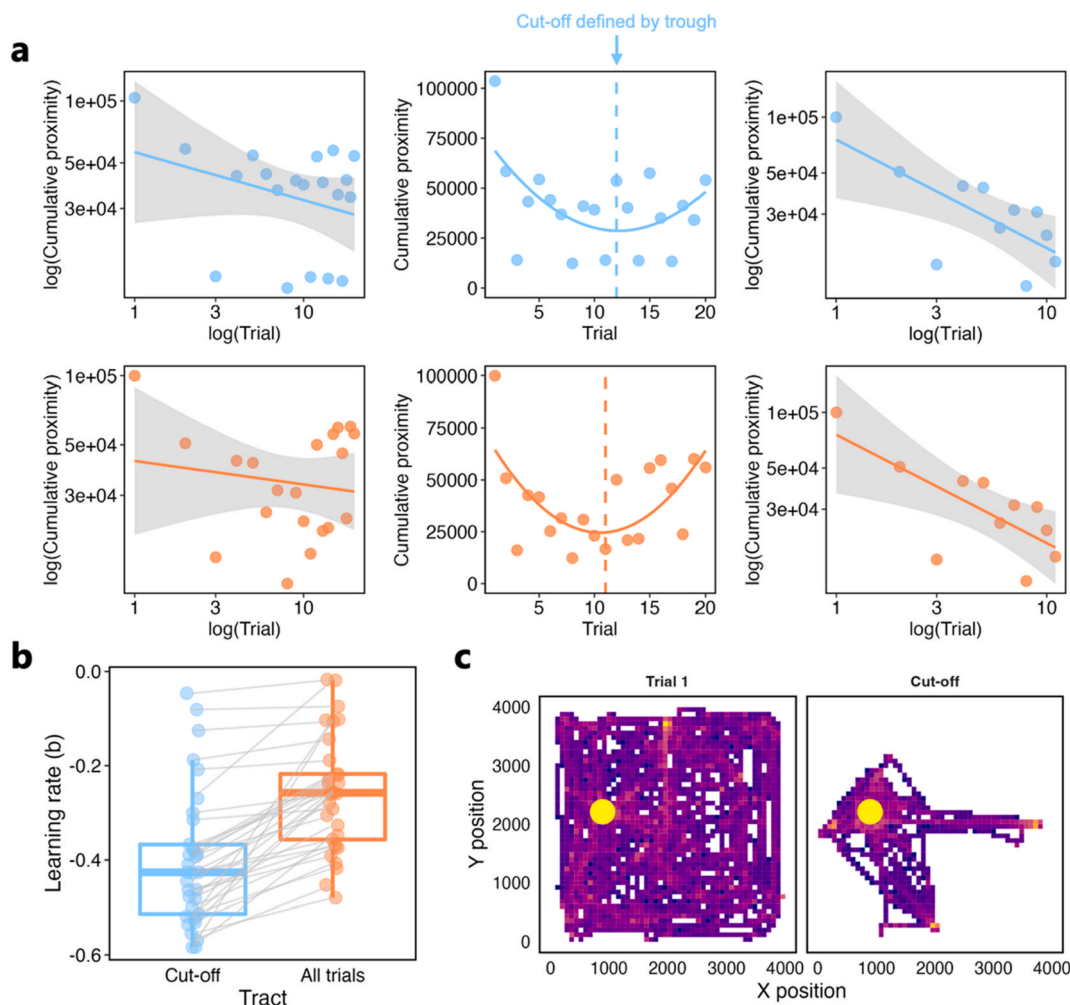 Cut-off defined by trough
a
log(Cumulative proximity)
1e+05
5e+04
3e+04
1
3
10
log(Trial)
Cumulative proximity
100000
75000
50000
25000
0
5
10
15
20
Trial
log(Cumulative proximity)
1e+05
5e+04
3e+04
1
3
10
log(Trial)
log(Cumulative proximity)
1e+05
5e+04
3e+04
1
3
10
log(Trial)
Cumulative proximity
100000
75000
50000
25000
0
5
10
15
20
Trial
log(Cumulative proximity)
1e+05
5e+04
3e+04
1
3
10
log(Trial)
b
Learning rate (b)
0.0
-0.2
-0.4
-0.6
Cut-off
All trials
Tract
c
Trial 1
Cut-off
Y position
4000
3000
2000
1000
0
0 1000 2000 3000 4000
0 1000 2000 3000 4000
X position